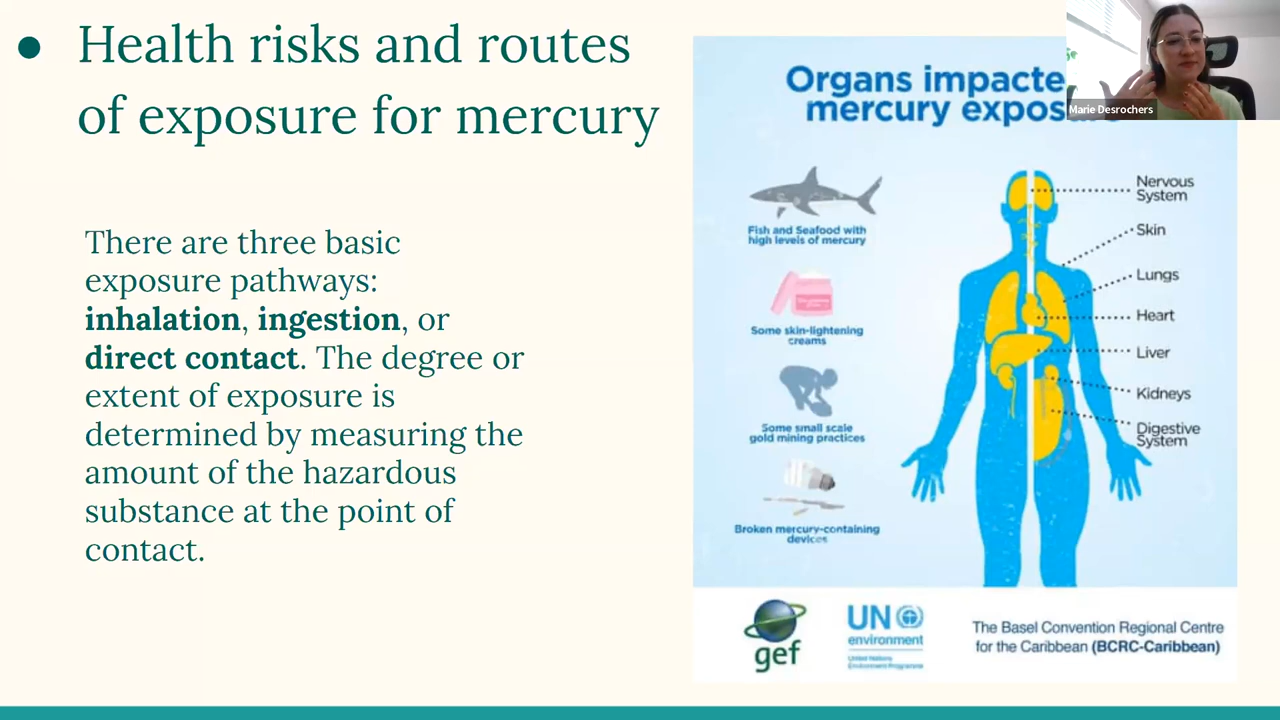 ● Health risks and routes
of exposure for mercury
There are three basic
exposure pathways:
inhalation, ingestion, or
direct contact. The degree or
extent of exposure is
determined by measuring the
amount of the hazardous
substance at the point of
contact.
Organs impacte
mercury expos
Marie Desrochers
Fish and Seafood with
high levels of mercury
Some skin-lightening
creams
Some small scale
gold mining practices
Broken mercury-containing
devices
Nervous
System
Skin
Lungs
Heart
Liver
Kidneys
Digestive
System
gef
UN
environment
United Nations
Environment Programme
The Basel Convention Regional Centre
for the Caribbean (BCRC-Caribbean)